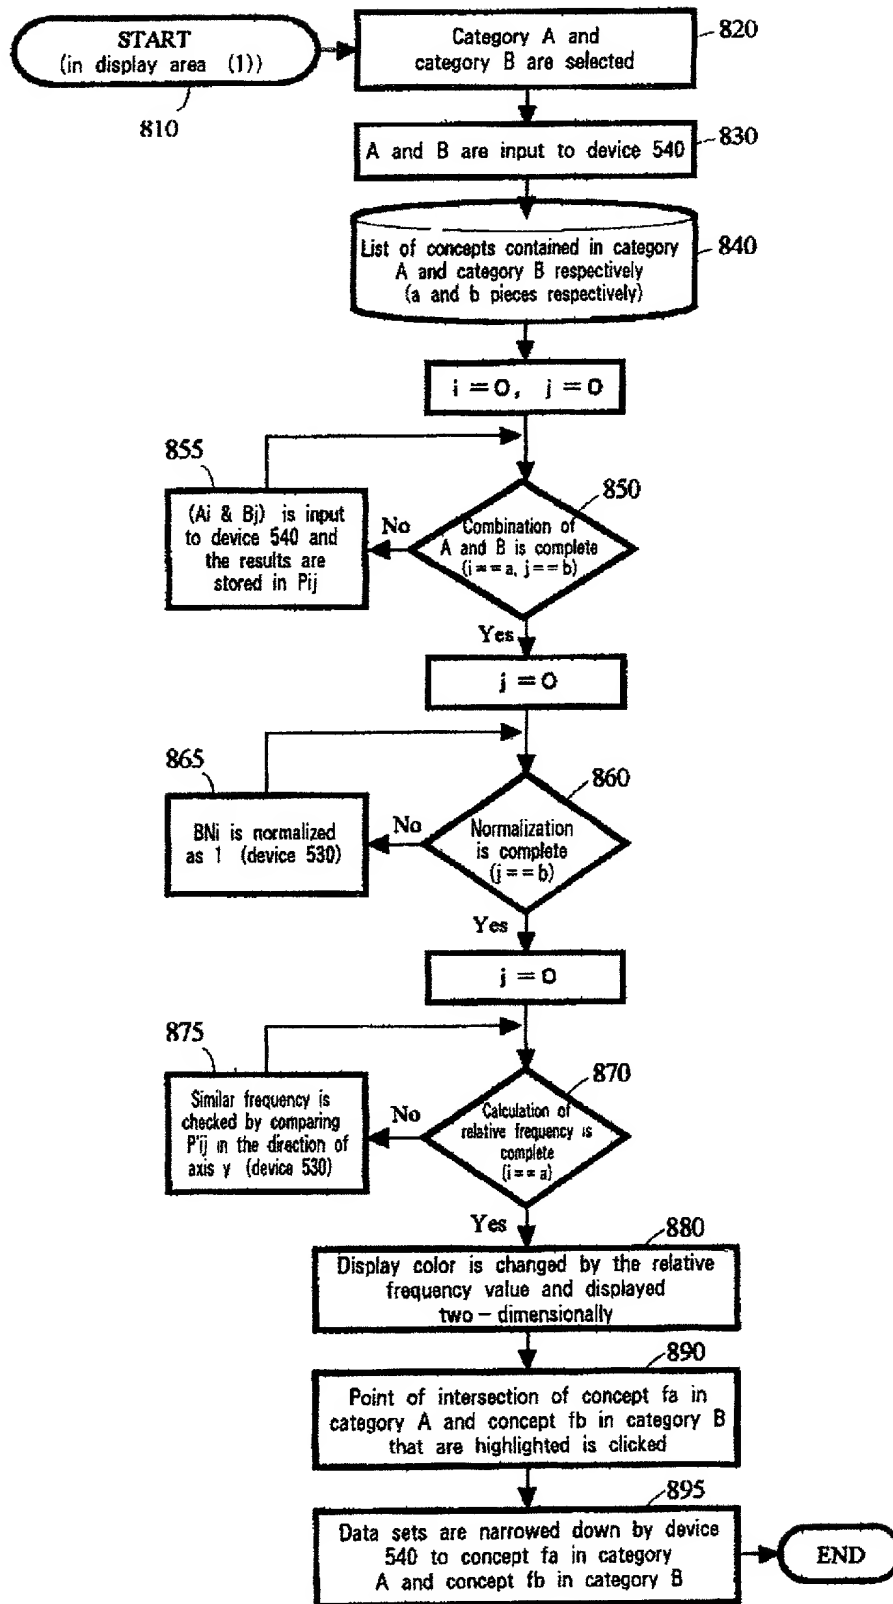 START
(in display area (1))
810
Category A and
category B are selected
820
A and B are input to device 540
830
List of concepts contained in category
A and category B respectively
(a and b pieces respectively)
840
i = 0, j = 0
855
(Ai & Bj) is input
to device 540 and
the results are
stored in Pij
No
850
Combination of
A and B is complete
(i = = a, j = = b)
Yes
j = 0
865
BNi is normalized
as 1 (device 530)
No
860
Normalization
is complete
(j = = b)
Yes
j = 0
875
Similar frequency is
checked by comparing
P'ij in the direction of
axis y (device 530)
No
870
Calculation of
relative frequency is
complete
(i = = a)
Yes
880
Display color is changed by the relative
frequency value and displayed
two - dimensionally
890
Point of intersection of concept fa in
category A and concept fb in category B
that are highlighted is clicked
895
Data sets are narrowed down by device
540 to concept fa in category
A and concept fb in category B
END